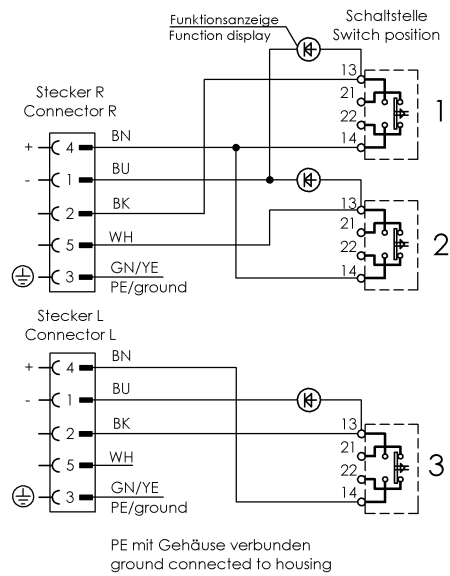 Funktionsanzeige
Function display
Schaltstelle
Switch position
13
21
22
14
1
Stecker R
Connector R
+ 4 BN
- 1 BU
2 BK
5 WH
3 GN/YE
PE/ground
13
21
22
14
2
Stecker L
Connector L
+ 4 BN
- 1 BU
2 BK
5 WH
3 GN/YE
PE/ground
13
21
22
14
3
PE mit Gehäuse verbunden
ground connected to housing